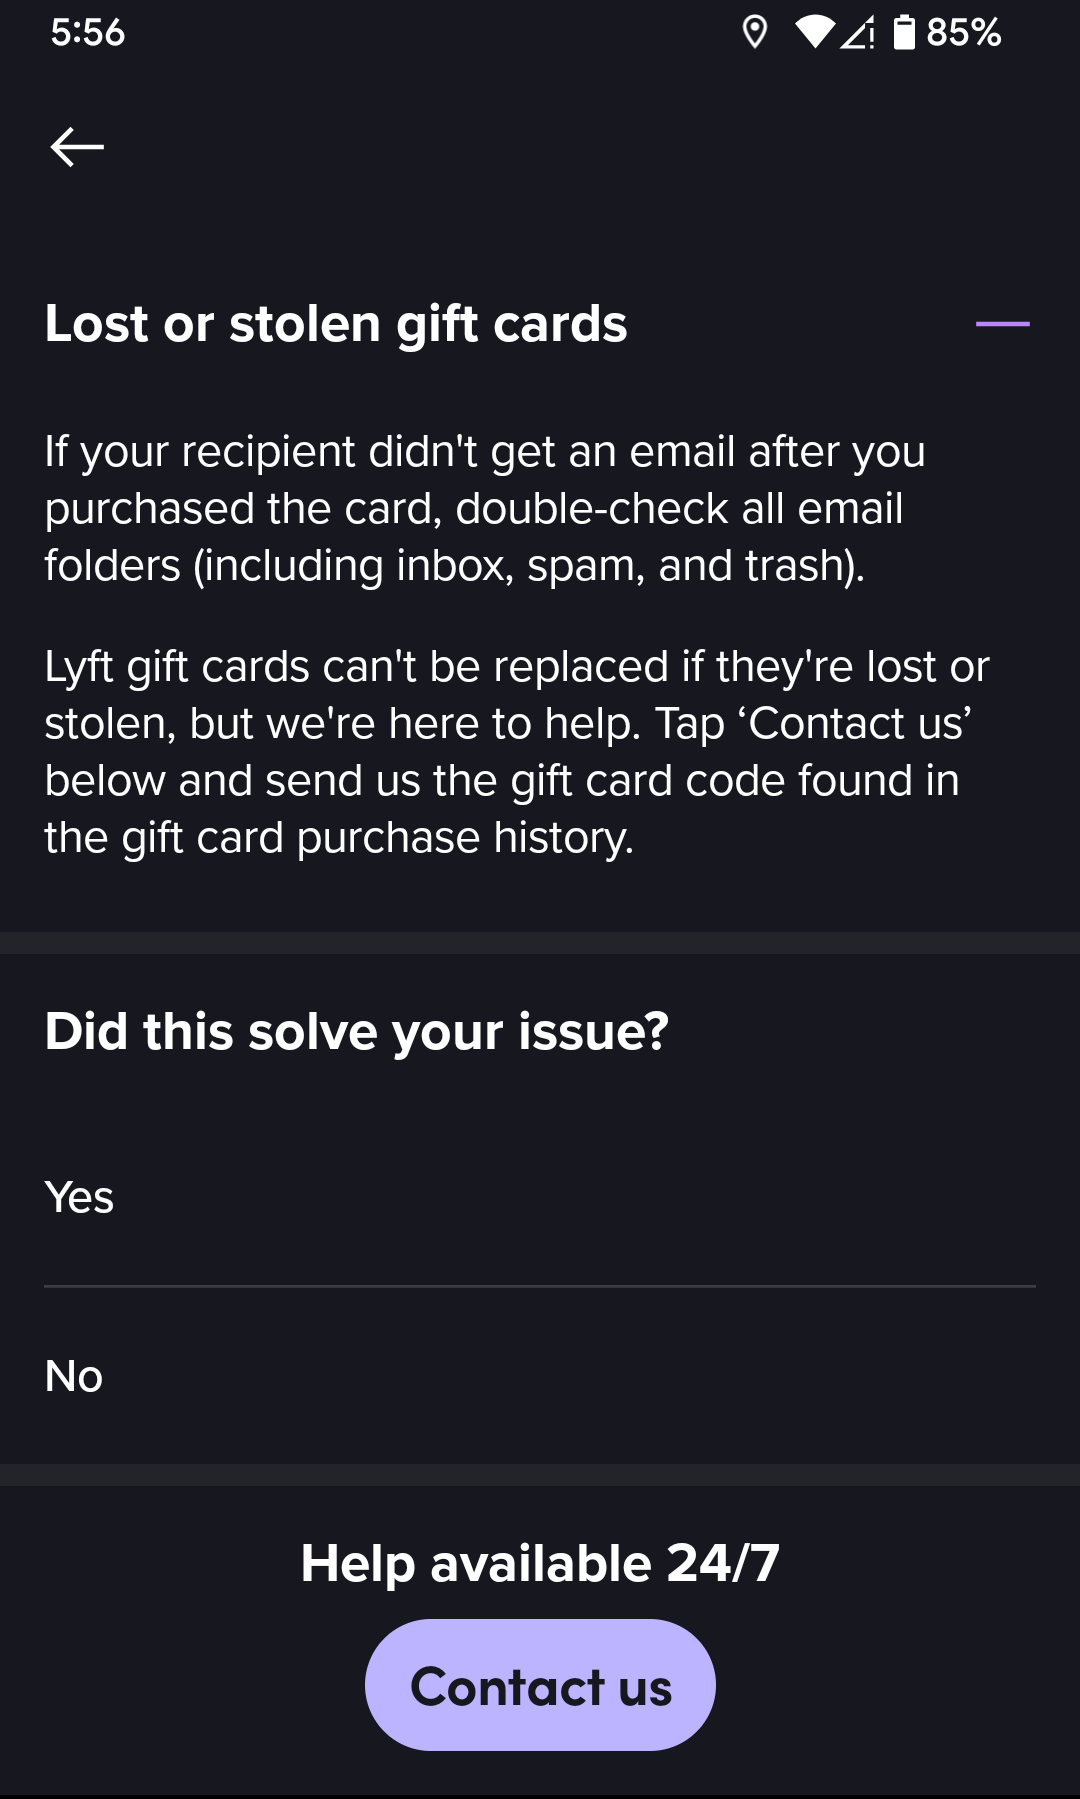 5:56
85%
Lost or stolen gift cards
If your recipient didn't get an email after you
purchased the card, double-check all email
folders (including inbox, spam, and trash).
Lyft gift cards can't be replaced if they're lost or
stolen, but we're here to help. Tap ‘Contact us’
below and send us the gift card code found in
the gift card purchase history.
Did this solve your issue?
Yes
No
Help available 24/7
Contact us